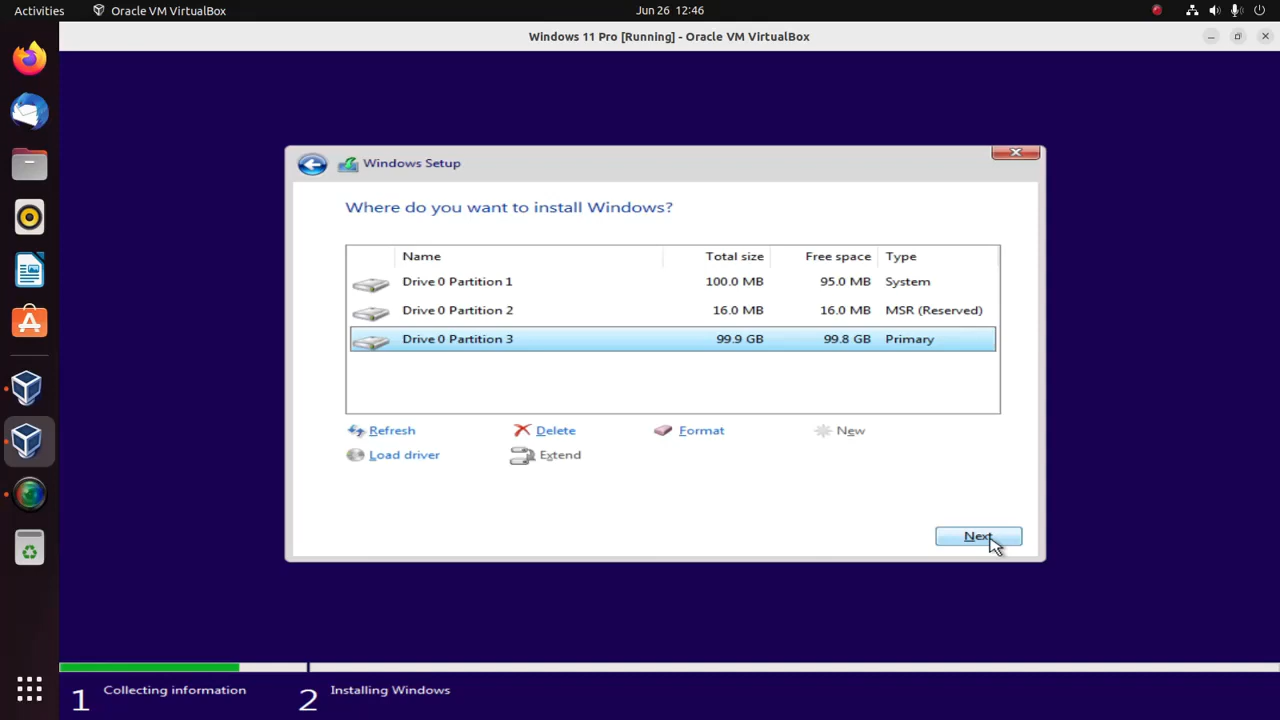 Activities Oracle VM VirtualBox Jun 26 12:46
Windows 11 Pro [Running] - Oracle VM VirtualBox
Windows Setup
Where do you want to install Windows?
Name Total size Free space Type
Drive 0 Partition 1 100.0 MB 95.0 MB System
Drive 0 Partition 2 16.0 MB 16.0 MB MSR (Reserved)
Drive 0 Partition 3 99.9 GB 99.8 GB Primary
Refresh Delete Format New
Load driver Extend
Next
1 Collecting information 2 Installing Windows